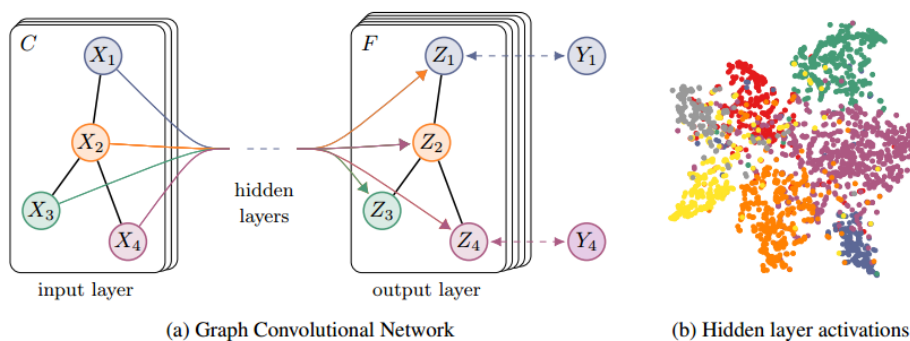 C
X1
X2
X3
X4
input layer
hidden
layers
F
Z1
Z2
Z3
Z4
output layer
Y1
Y4
(a) Graph Convolutional Network
(b) Hidden layer activations